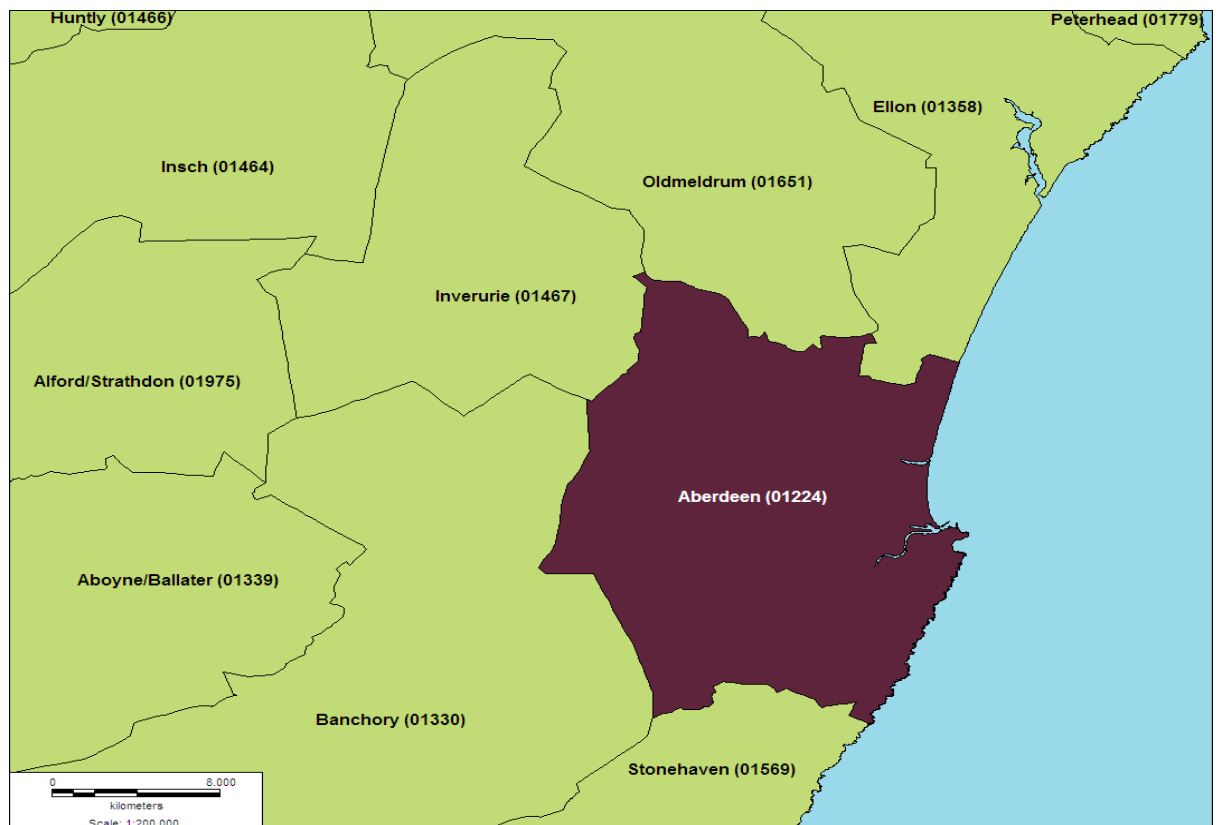 Huntly (01466)
Peterhead (01779)
Ellon (01358)
Insch (01464)
Oldmeldrum (01651)
Inverurie (01467)
Alford/Strathdon (01975)
Aberdeen (01224)
Aboyne/Ballater (01339)
Banchory (01330)
Stonehaven (01569)
0 8.000
kilometers
Scale: 1:200 000